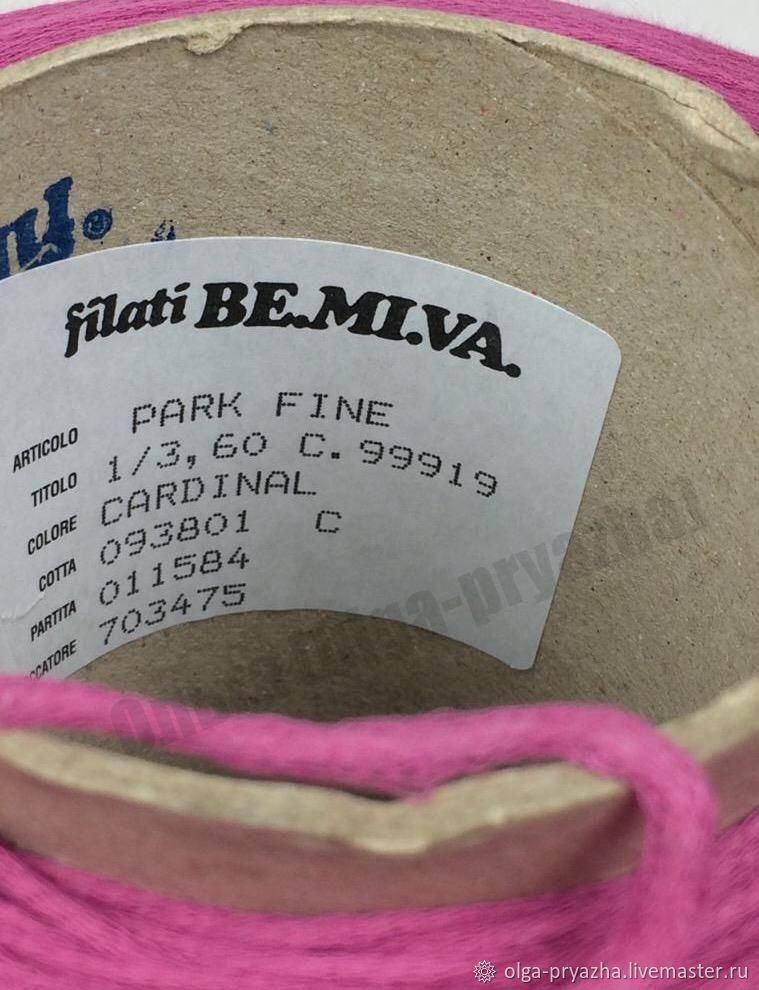 filati BE.MI.VA.
ARTICOLO PARK FINE
TITOLO 1/3,60 C.99919
COLORE CARDINAL
COTTA 093801 C
PARTITA 011584
CCATORE 703475
olga-pryazha.livemaster.ru